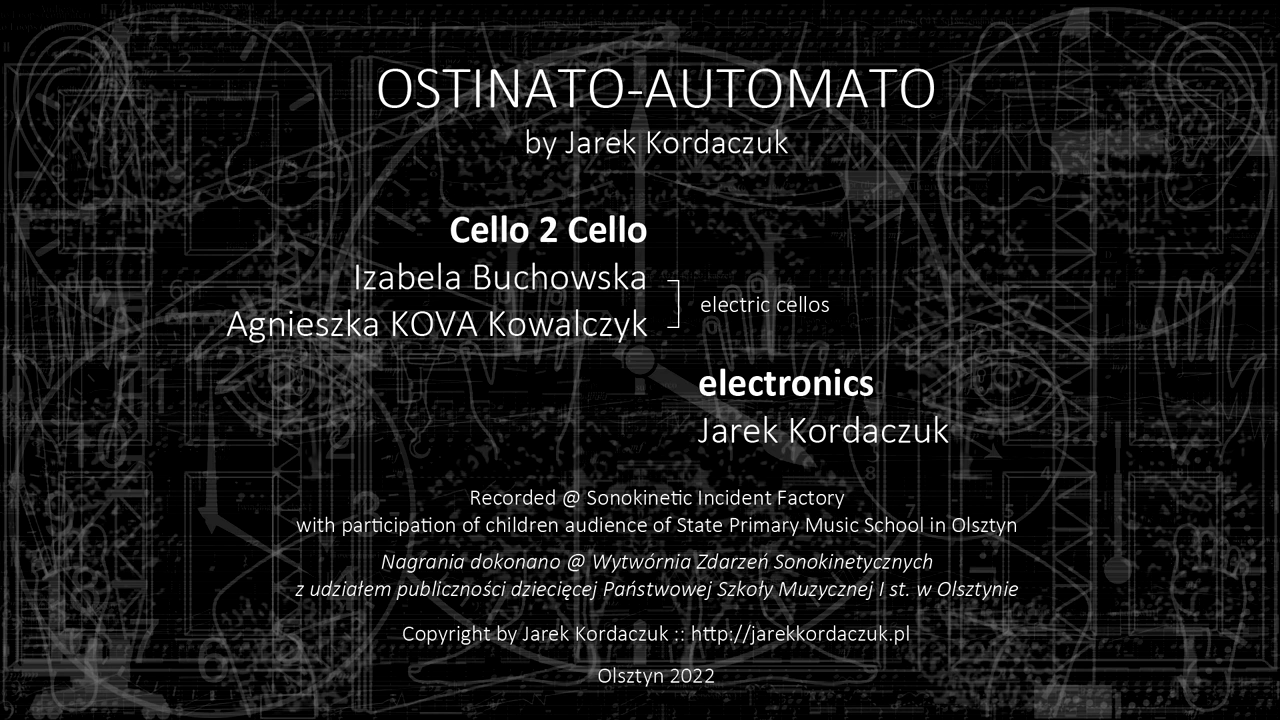 OSTINATO-AUTOMATO
by Jarek Kordaczuk
Cello 2 Cello
Izabela Buchowska
Agnieszka KOVA Kowalczyk
electric cellos
electronics
Jarek Kordaczuk
Recorded @ Sonokinetic Incident Factory
with participation of children audience of State Primary Music School in Olsztyn
Nagrania dokonano @ Wytwórnia Zdarzeń Sonokinetycznych
z udziałem publiczności dziecięcej Państwowej Szkoły Muzycznej I st. w Olsztynie
Copyright by Jarek Kordaczuk :: http://jarekkordaczuk.pl
Olsztyn 2022